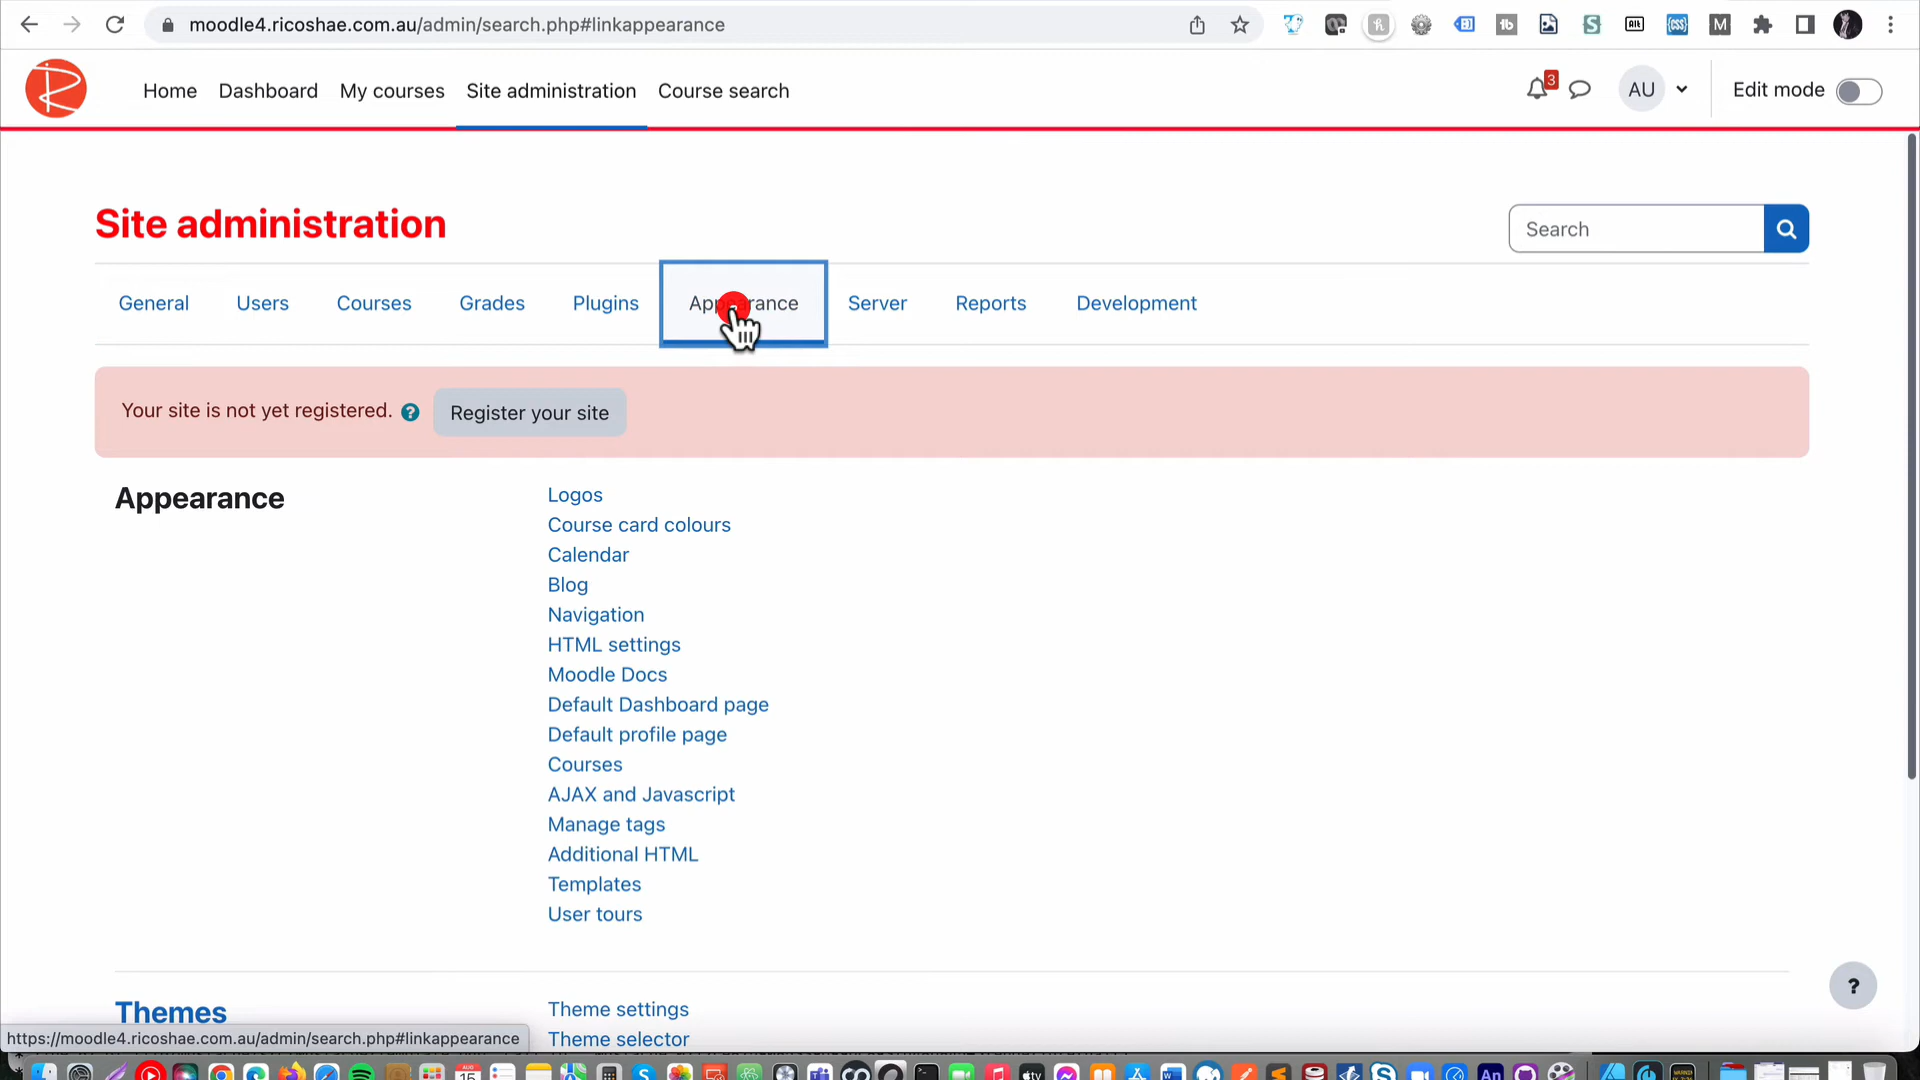 moodle4.ricoshae.com.au/admin/search.php#linkappearance
Home Dashboard My courses Site administration Course search
3
AU
Edit mode
Site administration
Search
General Users Courses Grades Plugins Appearance Server Reports Development
Your site is not yet registered. ? Register your site
Appearance
Logos
Course card colours
Calendar
Blog
Navigation
HTML settings
Moodle Docs
Default Dashboard page
Default profile page
Courses
AJAX and Javascript
Manage tags
Additional HTML
Templates
User tours
?
Themes
Theme settings
Theme selector
https://moodle4.ricoshae.com.au/admin/search.php#linkappearance